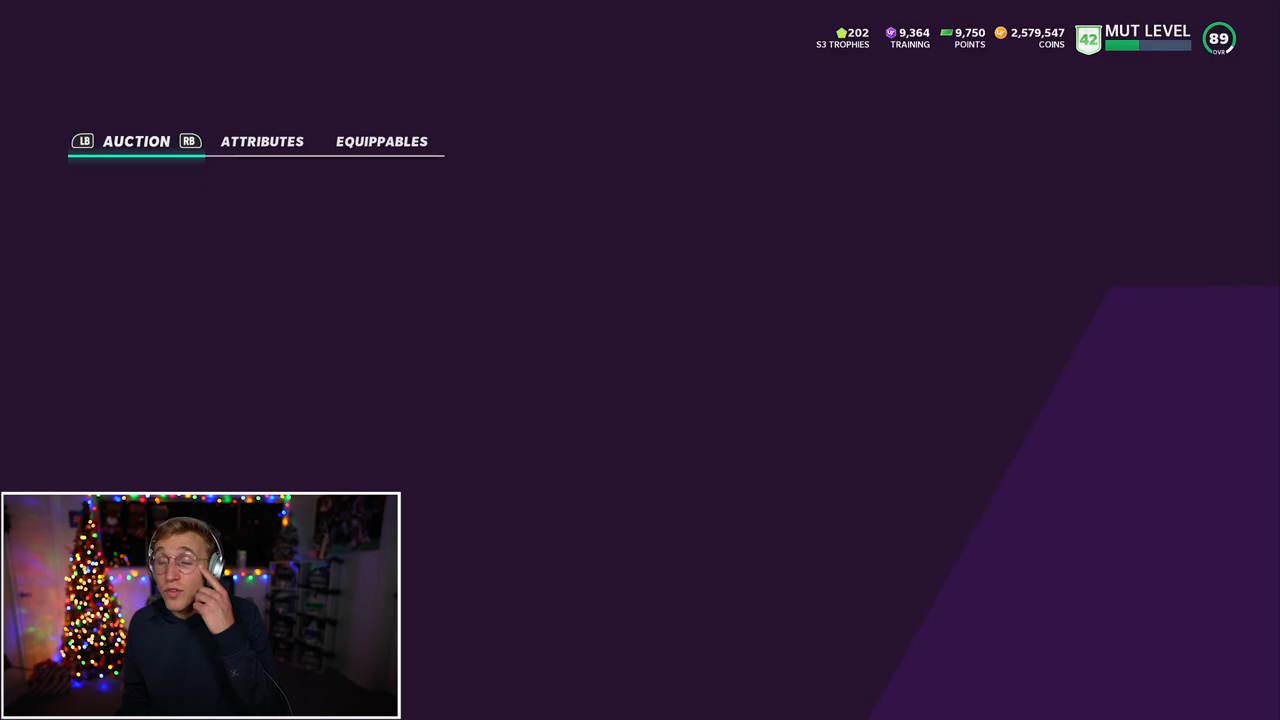 202 9,364 9,750 2,579,547
S3 TROPHIES TRAINING POINTS COINS
42 MUT LEVEL
89
OVR
LB AUCTION RB ATTRIBUTES EQUIPPABLES